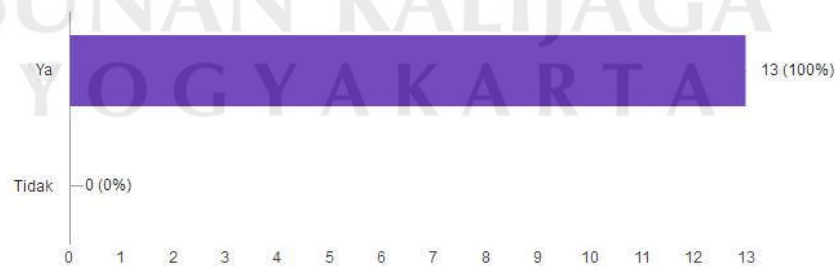 SUNAN KALIJAGA
YOGYAKARTA
Ya 13 (100%)
Tidak 0 (0%)
0 1 2 3 4 5 6 7 8 9 10 11 12 13